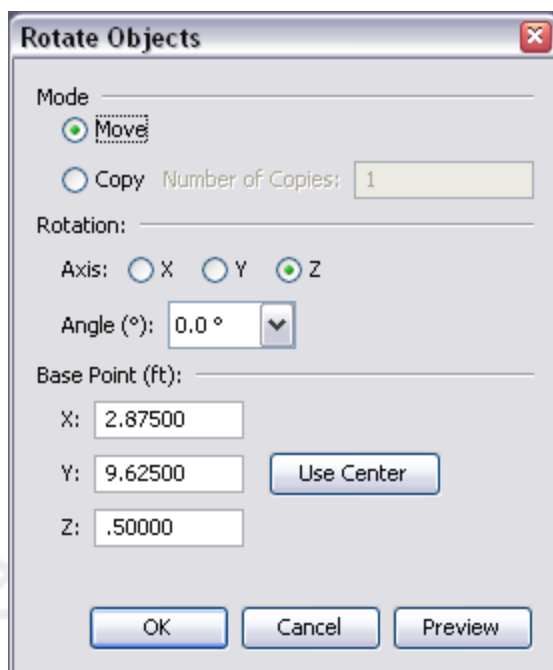 Rotate Objects
Mode
Move
Copy Number of Copies: 1
Rotation:
Axis: X Y Z
Angle (°): 0.0 °
Base Point (ft):
X: 2.87500
Y: 9.62500 Use Center
Z: .50000
OK Cancel Preview